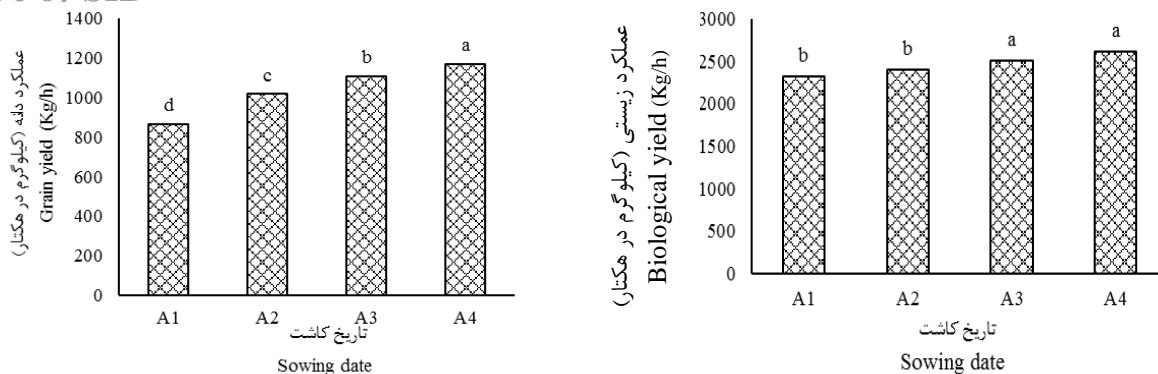 1400
1200
1000
800
600
400
200
0
عملکرد دانه (کیلوگرم در هکتار)
Grain yield (Kg/h)
d
c
b
a
A1
A2
A3
A4
تاریخ کاشت
Sowing date
3000
2500
2000
1500
1000
500
0
عملکرد زیستی (کیلوگرم در هکتار)
Biological yield (Kg/h)
b
b
a
a
A1
A2
A3
A4
تاریخ کاشت
Sowing date